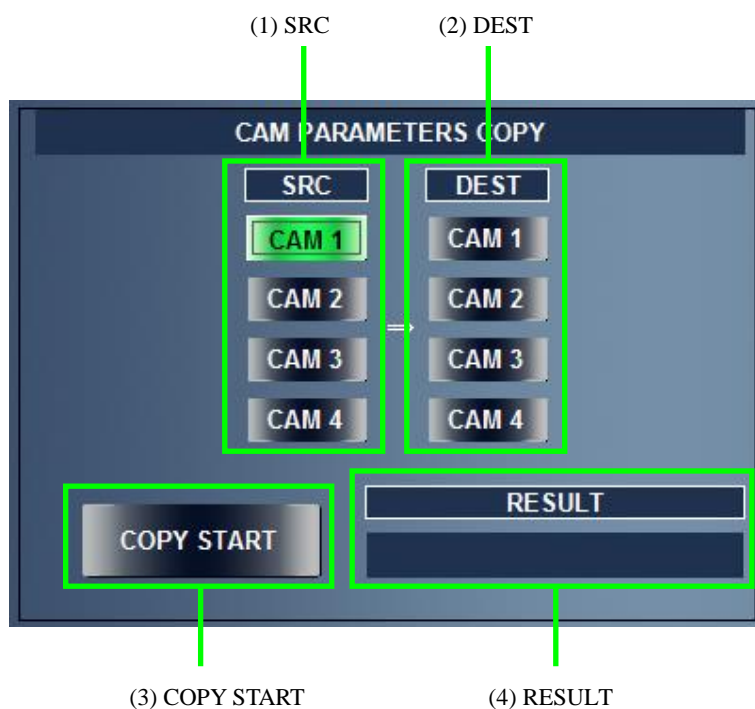 (1) SRC (2) DEST
CAM PARAMETERS COPY
SRC DEST
CAM 1 CAM 1
CAM 2 CAM 2
⇒
CAM 3 CAM 3
CAM 4 CAM 4
RESULT
COPY START
(3) COPY START (4) RESULT